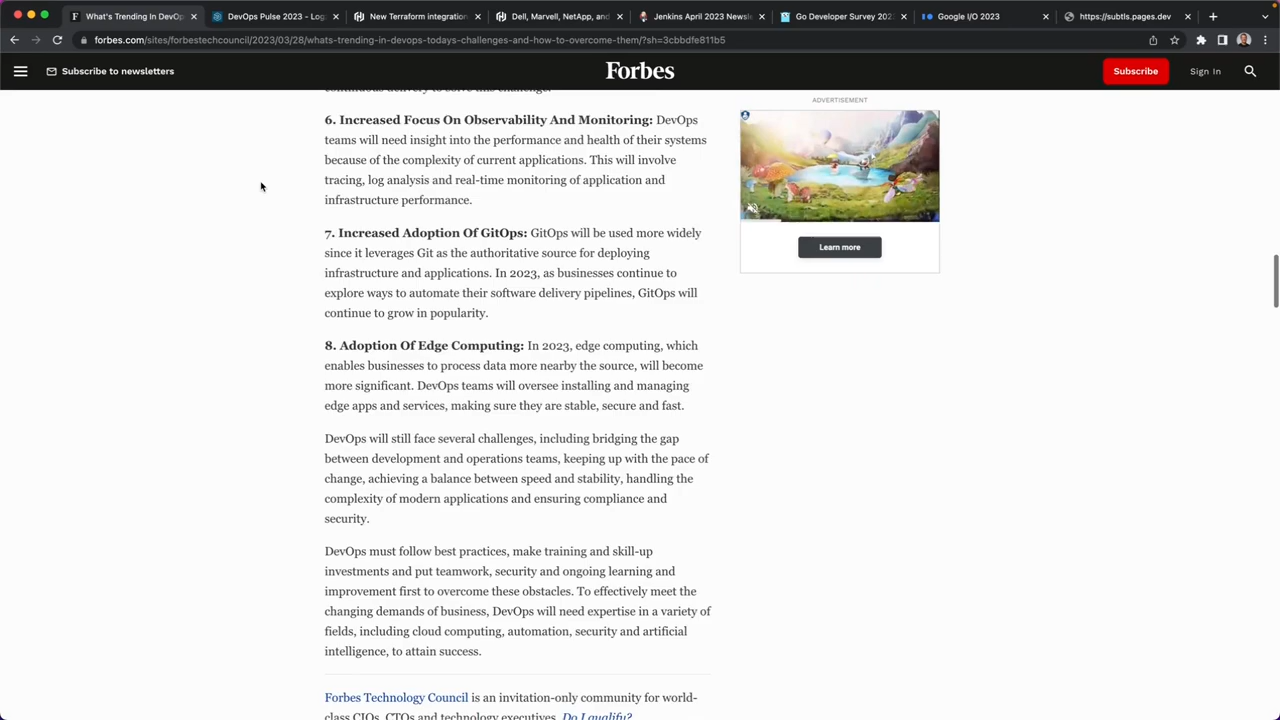 What's Trending In DevOp
DevOps Pulse 2023 - Log
New Terraform integration
Dell, Marvell, NetApp, and
Jenkins April 2023 Newsle
Go Developer Survey 202
Google I/O 2023
https://subtls.pages.dev
forbes.com/sites/forbestechcouncil/2023/03/28/whats-trending-in-devops-todays-challenges-and-how-to-overcome-them/?sh=3cbbdfe811b5
Subscribe to newsletters
Forbes
Subscribe
Sign In
continuous delivery to solve this challenge.
ADVERTISEMENT
6. Increased Focus On Observability And Monitoring: DevOps
teams will need insight into the performance and health of their systems
because of the complexity of current applications. This will involve
tracing, log analysis and real-time monitoring of application and
infrastructure performance.
Learn more
7. Increased Adoption Of GitOps: GitOps will be used more widely
since it leverages Git as the authoritative source for deploying
infrastructure and applications. In 2023, as businesses continue to
explore ways to automate their software delivery pipelines, GitOps will
continue to grow in popularity.
8. Adoption Of Edge Computing: In 2023, edge computing, which
enables businesses to process data more nearby the source, will become
more significant. DevOps teams will oversee installing and managing
edge apps and services, making sure they are stable, secure and fast.
DevOps will still face several challenges, including bridging the gap
between development and operations teams, keeping up with the pace of
change, achieving a balance between speed and stability, handling the
complexity of modern applications and ensuring compliance and
security.
DevOps must follow best practices, make training and skill-up
investments and put teamwork, security and ongoing learning and
improvement first to overcome these obstacles. To effectively meet the
changing demands of business, DevOps will need expertise in a variety of
fields, including cloud computing, automation, security and artificial
intelligence, to attain success.
Forbes Technology Council is an invitation-only community for world-
class CIOs, CTOs and technology executives. Do I qualify?